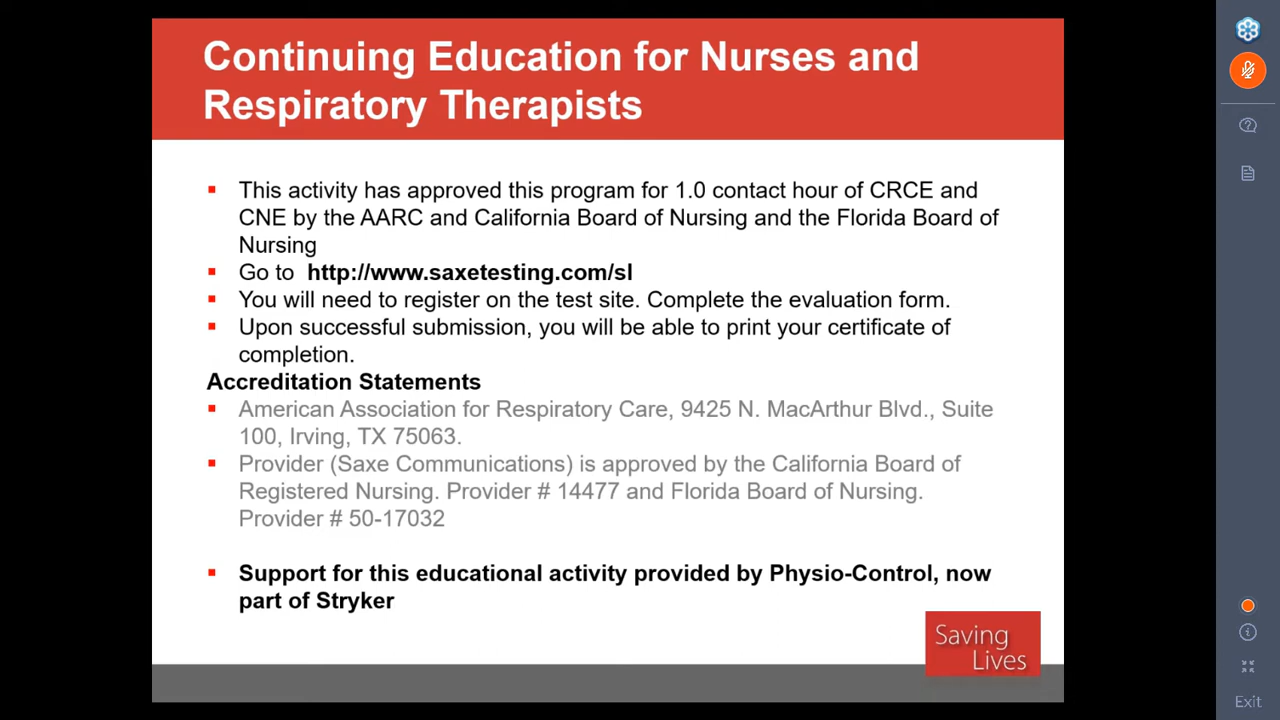 Continuing Education for Nurses and
Respiratory Therapists
This activity has approved this program for 1.0 contact hour of CRCE and
CNE by the AARC and California Board of Nursing and the Florida Board of
Nursing
Go to http://www.saxetesting.com/sl
You will need to register on the test site. Complete the evaluation form.
Upon successful submission, you will be able to print your certificate of
completion.
Accreditation Statements
American Association for Respiratory Care, 9425 N. MacArthur Blvd., Suite
100, Irving, TX 75063.
Provider (Saxe Communications) is approved by the California Board of
Registered Nursing. Provider # 14477 and Florida Board of Nursing.
Provider # 50-17032
Support for this educational activity provided by Physio-Control, now
part of Stryker
Saving
Lives
Exit